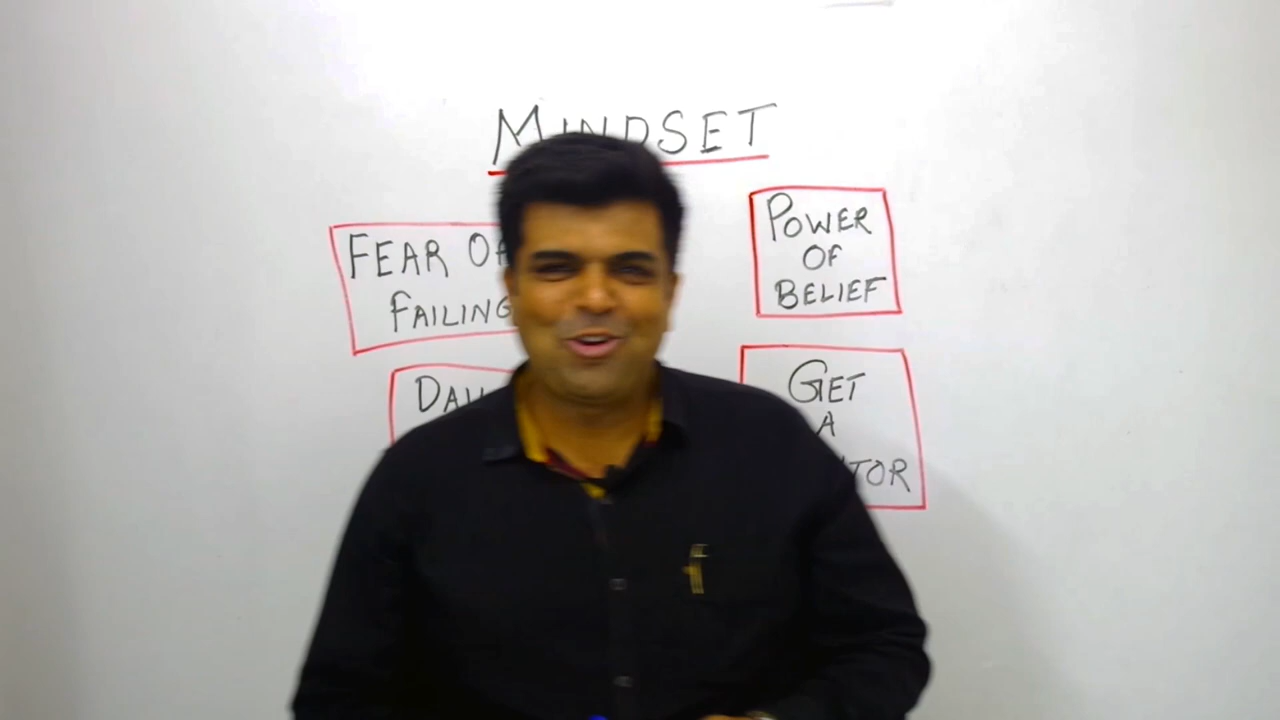 MINDSET
FEAR
FAILING
POWER
OF
BELIEF
GET
A